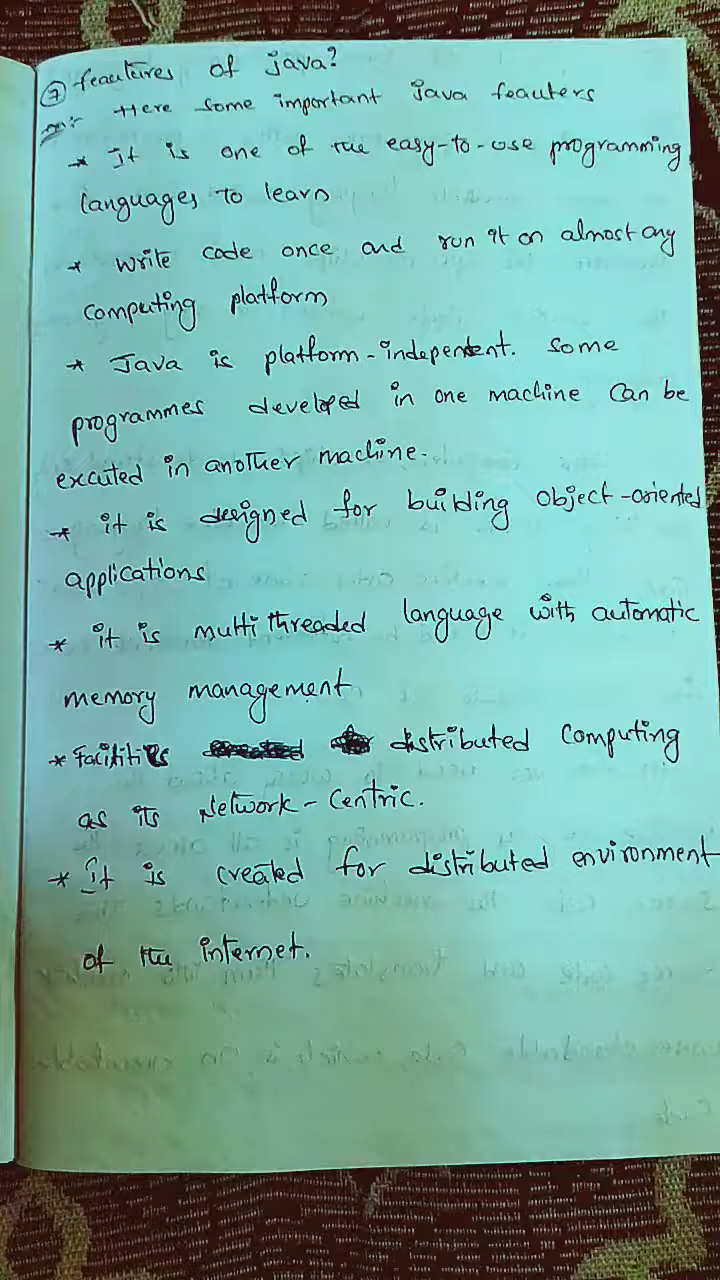 ⑦ feautures of java?
Ans:- Here some important java feauters
* It is one of the easy-to-use programming
languages to learn
* write code once and run it on almost any
computing platform
* Java is platform-independent. some
programmes developed in one machine can be
excuted in another machine.
* it is designed for building object-oriented
applications
* it is multi threaded language with automatic
memory management
* Facilities distributed computing
as its Network-centric.
* It is created for distributed environment
of the internet.